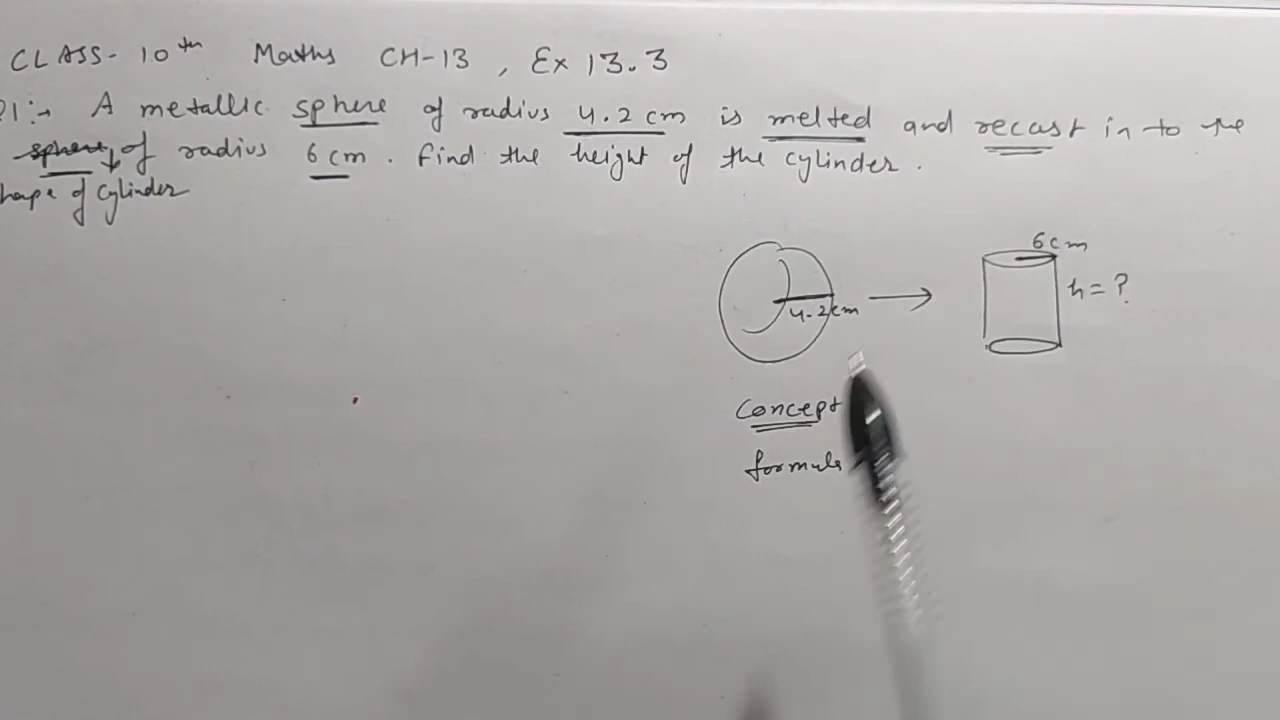 CLASS- 10th Maths CH-13 , Ex 13.3
Q1:→ A metallic sphere of radius 4.2 cm is melted and recast in to the
sphere of radius 6 cm . Find the height of the cylinder .
shape of cylinder
6cm
h = ?
4.2cm
Concept
formula